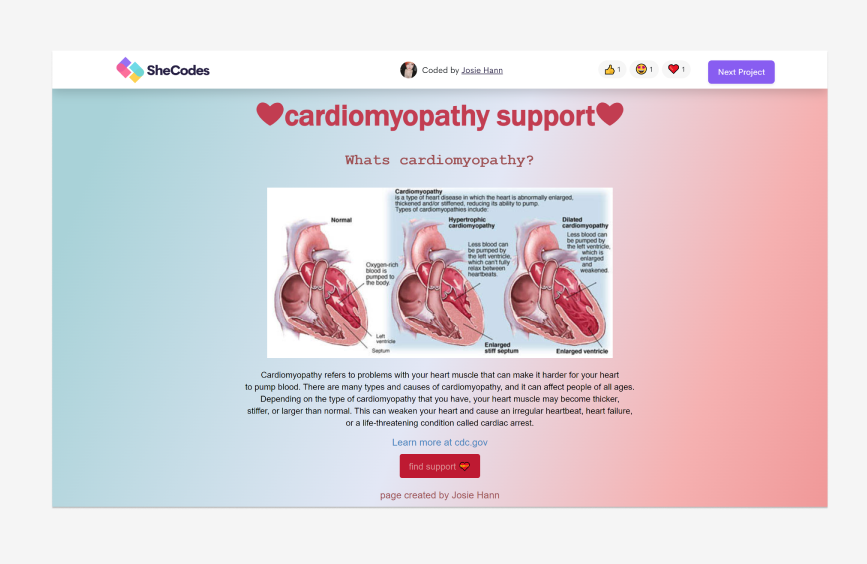 SheCodes
Coded by Josie Hann
1
1
1
Next Project
cardiomyopathy support
Whats cardiomyopathy?
Cardiomyopathy
is a type of heart disease in which the heart is abnormally enlarged,
thickened and/or stiffened, reducing its ability to pump.
Types of cardiomyopathies include:
Normal
Oxygen-rich
blood is
pumped to
the body.
Left
ventricle
Septum
Hypertrophic
cardiomyopathy
Less blood can
be pumped by
the left ventricle,
which can't fully
relax between
heartbeats.
Enlarged
stiff septum
Dilated
cardiomyopathy
Less blood can
be pumped by
the left ventricle,
which is
enlarged
and
weakened.
Enlarged ventricle
Cardiomyopathy refers to problems with your heart muscle that can make it harder for your heart
to pump blood. There are many types and causes of cardiomyopathy, and it can affect people of all ages.
Depending on the type of cardiomyopathy that you have, your heart muscle may become thicker,
stiffer, or larger than normal. This can weaken your heart and cause an irregular heartbeat, heart failure,
or a life-threatening condition called cardiac arrest.
Learn more at cdc.gov
find support
page created by Josie Hann